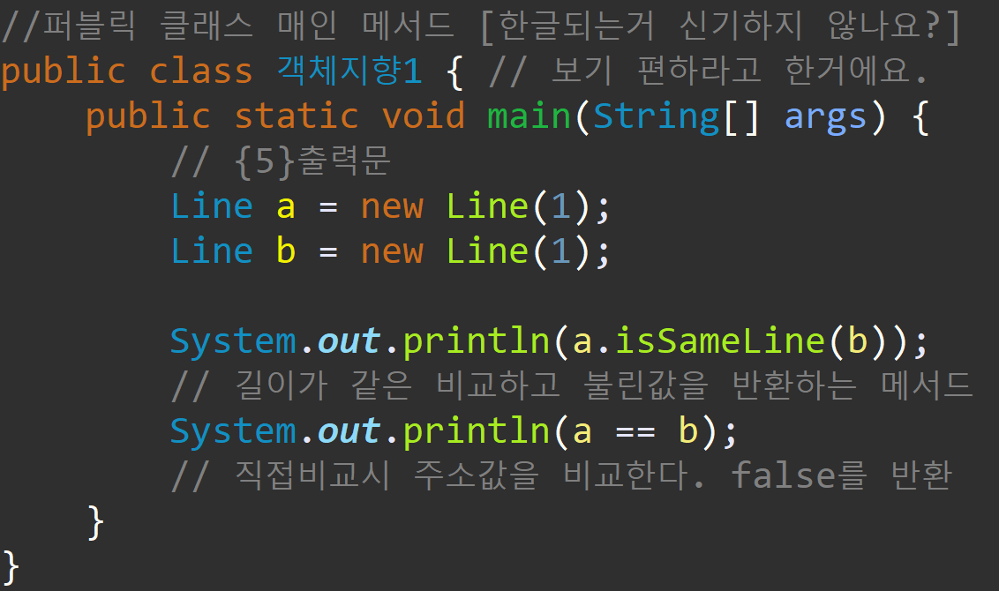 //퍼블릭 클래스 매인 메서드 [한글되는거 신기하지 않나요?]
public class 객체지향1 { // 보기 편하라고 한거에요.
    public static void main(String[] args) {
        // {5}출력문
        Line a = new Line(1);
        Line b = new Line(1);

        System.out.println(a.isSameLine(b));
        // 길이가 같은 비교하고 불린값을 반환하는 메서드
        System.out.println(a == b);
        // 직접비교시 주소값을 비교한다. false를 반환
    }
}